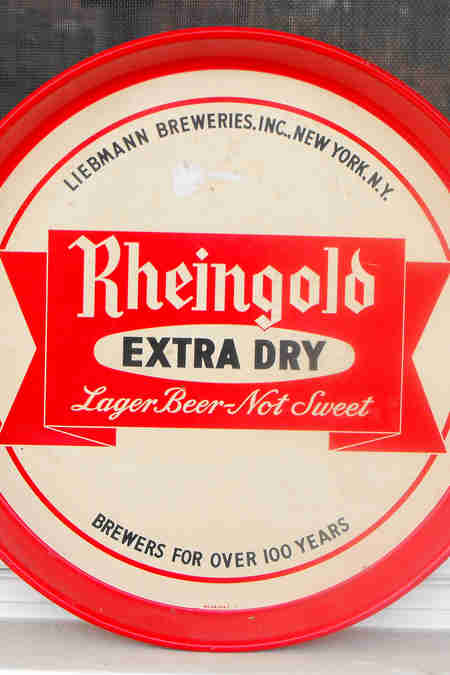 LIEBMANN BREWERIES, INC., NEW YORK, N.Y.
Rheingold
EXTRA DRY
Lager Beer-Not Sweet
BREWERS FOR OVER 100 YEARS